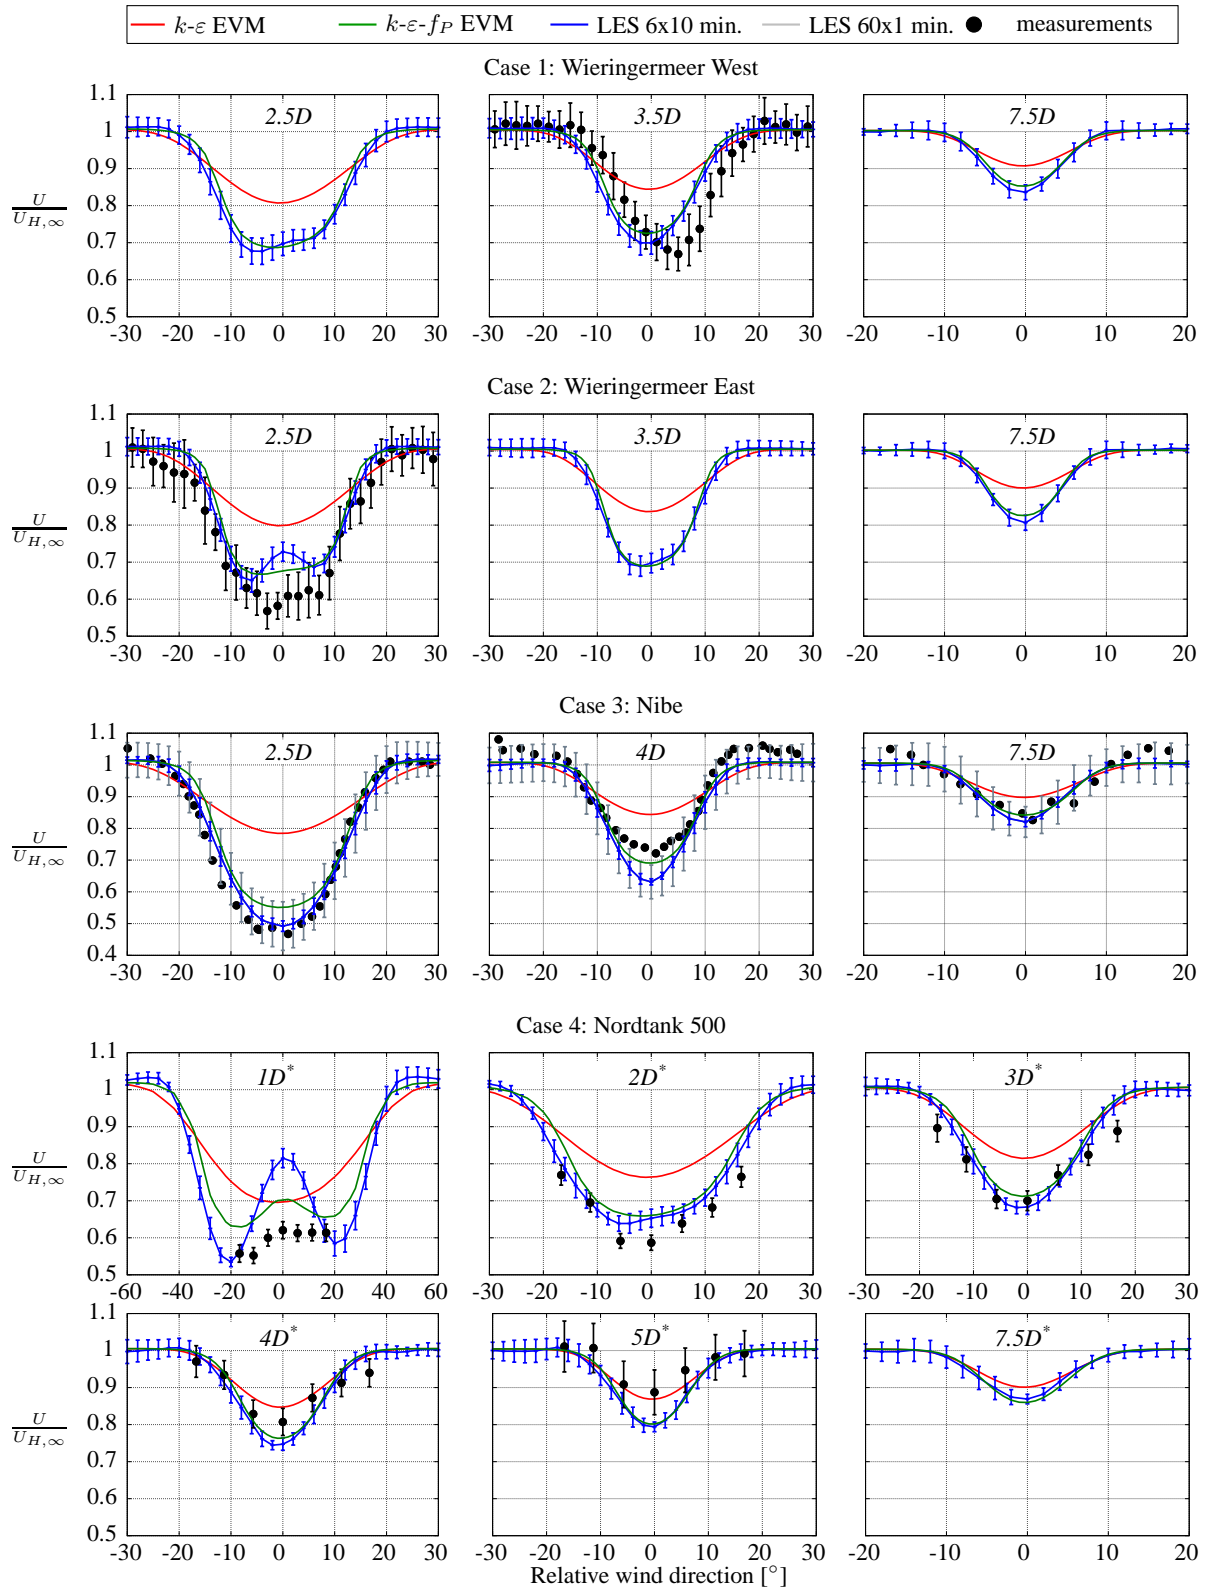 k-ε EVM k-ε-f_P EVM LES 6x10 min. LES 60x1 min. measurements
Case 1: Wieringermeer West
2.5D 3.5D 7.5D
1.1
1
0.9
0.8
0.7
0.6
0.5
U/U_{H,∞}
-30 -20 -10 0 10 20 30 -30 -20 -10 0 10 20 30 -20 -10 0 10 20
Case 2: Wieringermeer East
2.5D 3.5D 7.5D
1.1
1
0.9
0.8
0.7
0.6
0.5
U/U_{H,∞}
-30 -20 -10 0 10 20 30 -30 -20 -10 0 10 20 30 -20 -10 0 10 20
Case 3: Nibe
2.5D 4D 7.5D
1.1
1
0.9
0.8
0.7
0.6
0.5
0.4
U/U_{H,∞}
-30 -20 -10 0 10 20 30 -30 -20 -10 0 10 20 30 -20 -10 0 10 20
Case 4: Nordtank 500
1D* 2D* 3D*
1.1
1
0.9
0.8
0.7
0.6
0.5
U/U_{H,∞}
-60 -40 -20 0 20 40 60 -30 -20 -10 0 10 20 30 -30 -20 -10 0 10 20 30
4D* 5D* 7.5D*
1.1
1
0.9
0.8
0.7
0.6
0.5
U/U_{H,∞}
-30 -20 -10 0 10 20 30 -30 -20 -10 0 10 20 30 -20 -10 0 10 20
Relative wind direction [°]